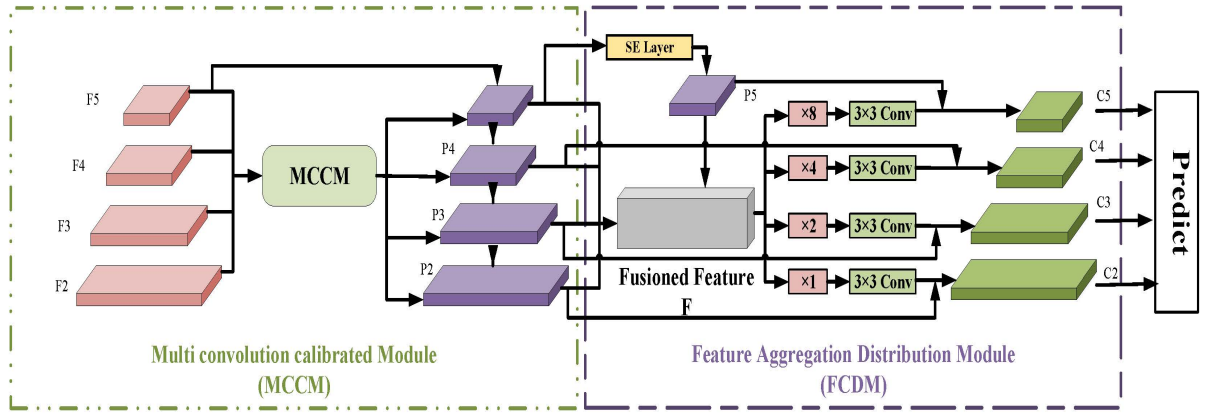 SE Layer
F5
P5
C5
×8
3×3 Conv
F4
P4
C4
MCCM
×4
3×3 Conv
Predict
F3
P3
C3
×2
3×3 Conv
F2
P2
Fusioned Feature
F
×1
3×3 Conv
C2
Multi convolution calibrated Module
(MCCM)
Feature Aggregation Distribution Module
(FCDM)